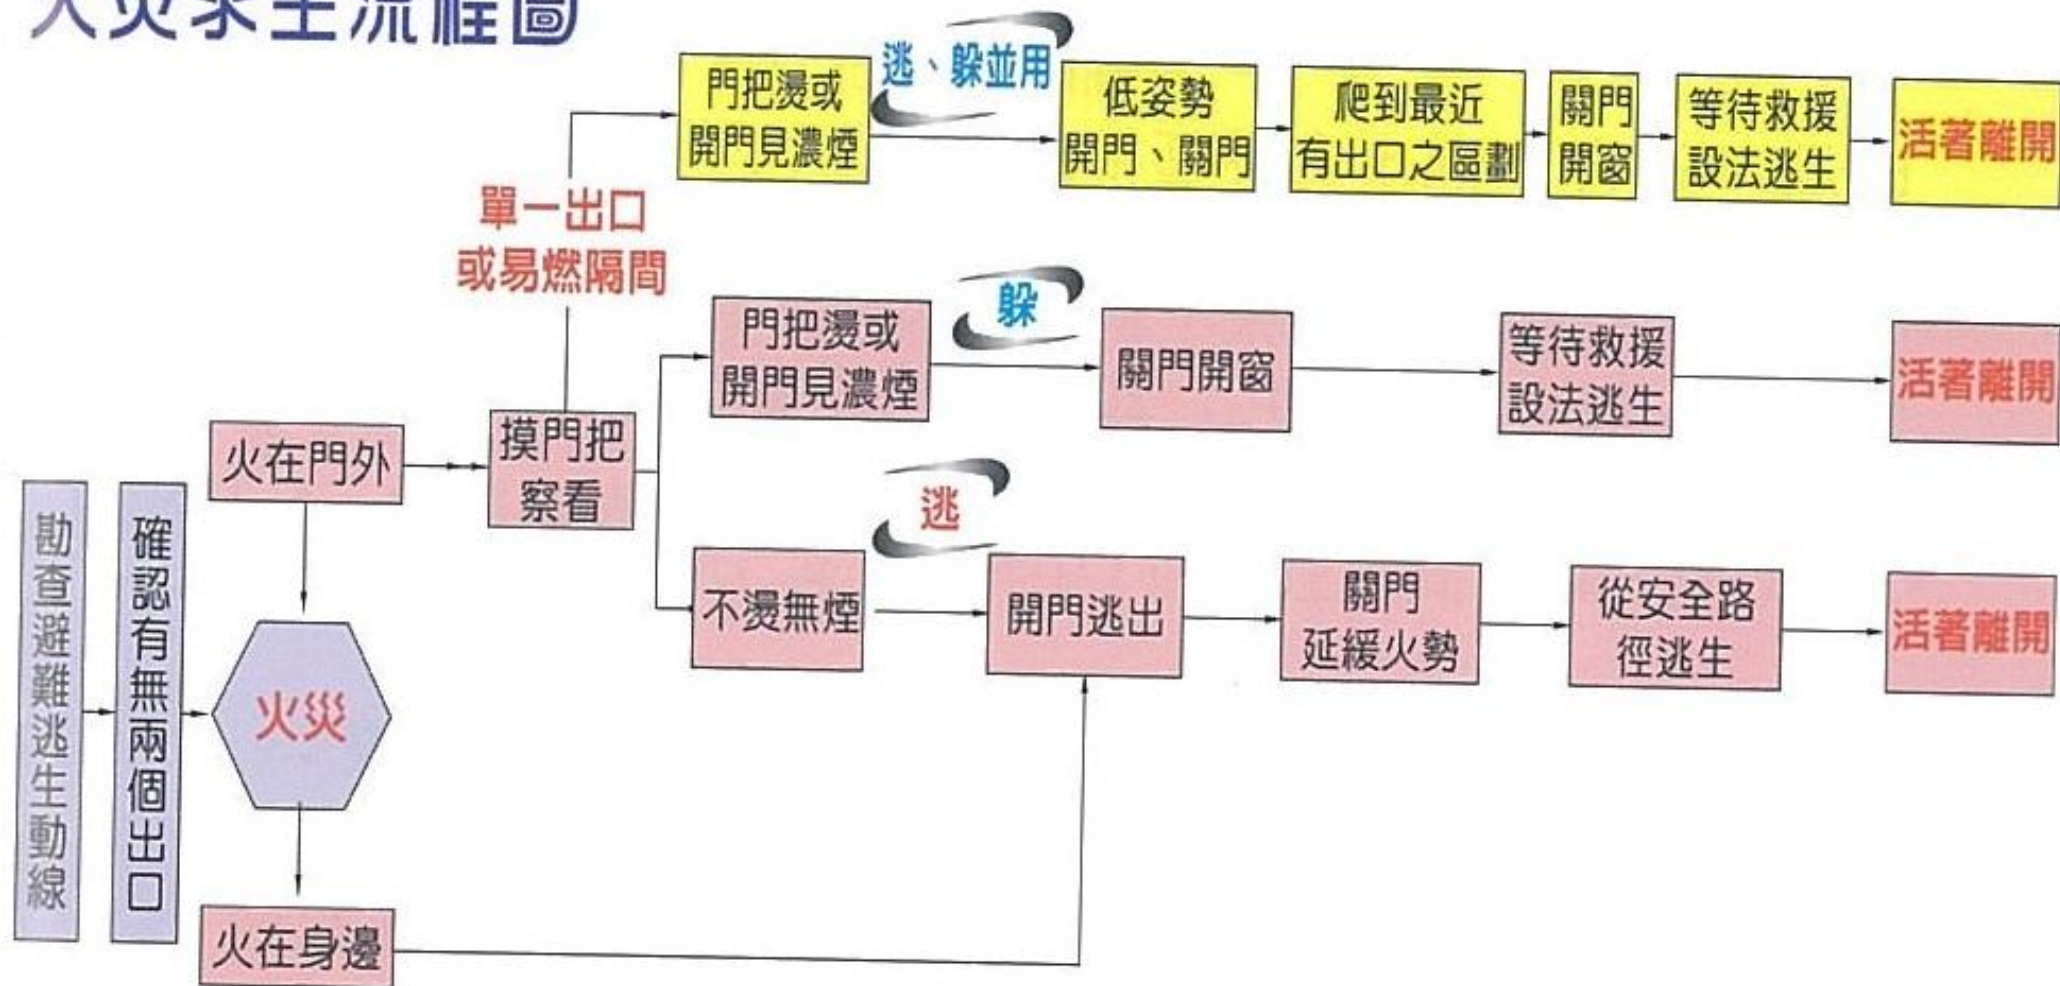 火災求生流程圖
逃、躲並用
門把燙或
開門見濃煙
低姿勢
開門、關門
爬到最近
有出口之區劃
關門
開窗
等待救援
設法逃生
活著離開
單一出口
或易燃隔間
躲
門把燙或
開門見濃煙
關門開窗
等待救援
設法逃生
活著離開
火在門外
摸門把
察看
逃
不燙無煙
開門逃出
關門
延緩火勢
從安全路
徑逃生
活著離開
勘查避難逃生動線
確認有無兩個出口
火災
火在身邊